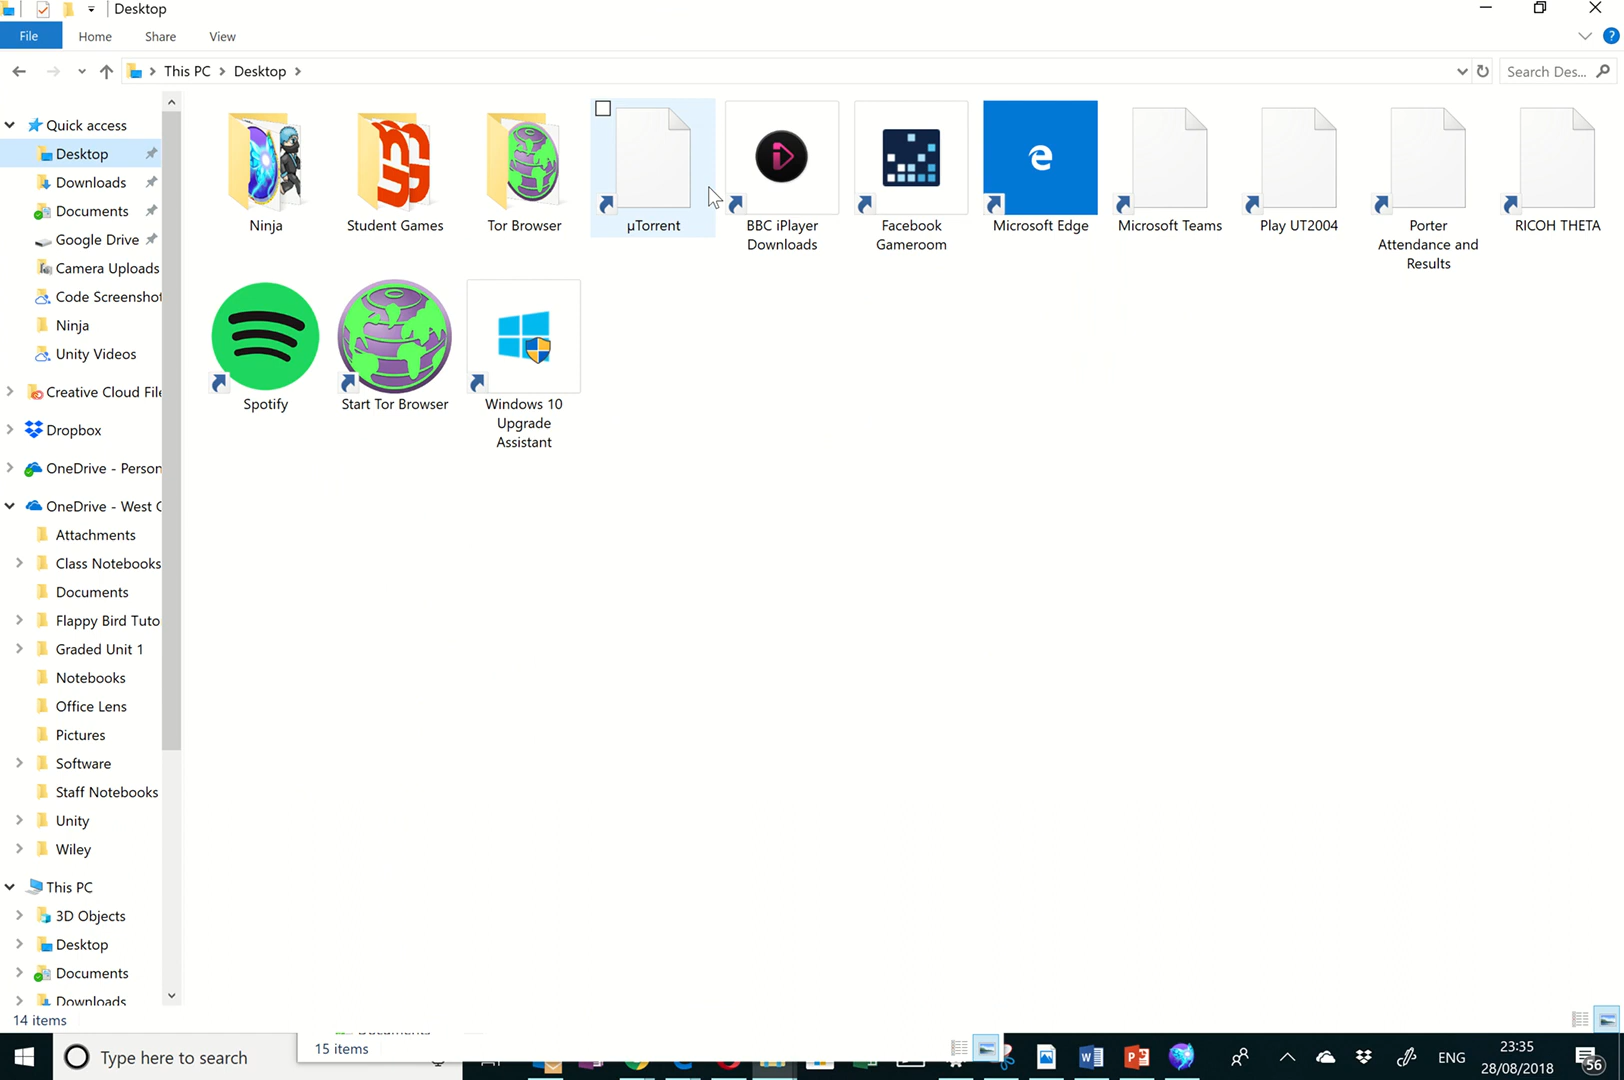 Desktop
File Home Share View
This PC Desktop
Search Des...
Quick access
Desktop
Downloads
Documents
Google Drive
Camera Uploads
Code Screenshot
Ninja
Unity Videos
Creative Cloud File
Dropbox
OneDrive - Person
OneDrive - West C
Attachments
Class Notebooks
Documents
Flappy Bird Tuto
Graded Unit 1
Notebooks
Office Lens
Pictures
Software
Staff Notebooks
Unity
Wiley
This PC
3D Objects
Desktop
Documents
Downloads
Ninja
Student Games
Tor Browser
µTorrent
BBC iPlayer
Downloads
Facebook
Gameroom
Microsoft Edge
Microsoft Teams
Play UT2004
Porter
Attendance and
Results
RICOH THETA
Spotify
Start Tor Browser
Windows 10
Upgrade
Assistant
14 items
15 items
Type here to search
ENG
23:35
28/08/2018
56